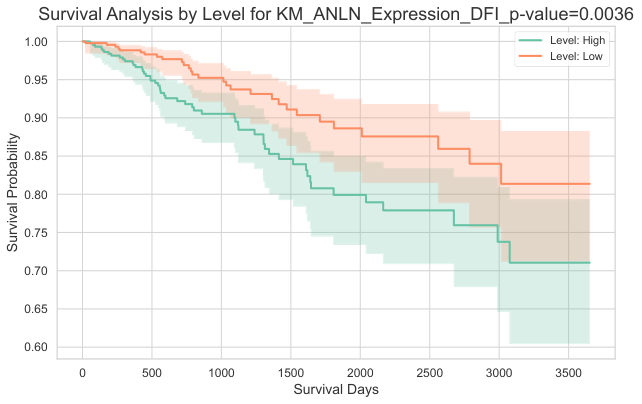 Survival Analysis by Level for KM_ANLN_Expression_DFI_p-value=0.0036
Level: High
Level: Low
Survival Probability
1.00
0.95
0.90
0.85
0.80
0.75
0.70
0.65
0.60
0 500 1000 1500 2000 2500 3000 3500
Survival Days